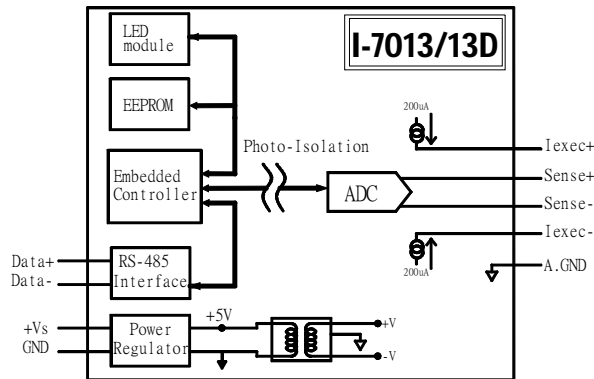 LED
module
I-7013/13D
EEPROM
200uA
Photo-Isolation
Iexec+
Embedded
Controller
ADC
Sense+
Sense-
Iexec-
Data+
Data-
RS-485
Interface
200uA
A.GND
+Vs
GND
Power
Regulator
+5V
+V
-V